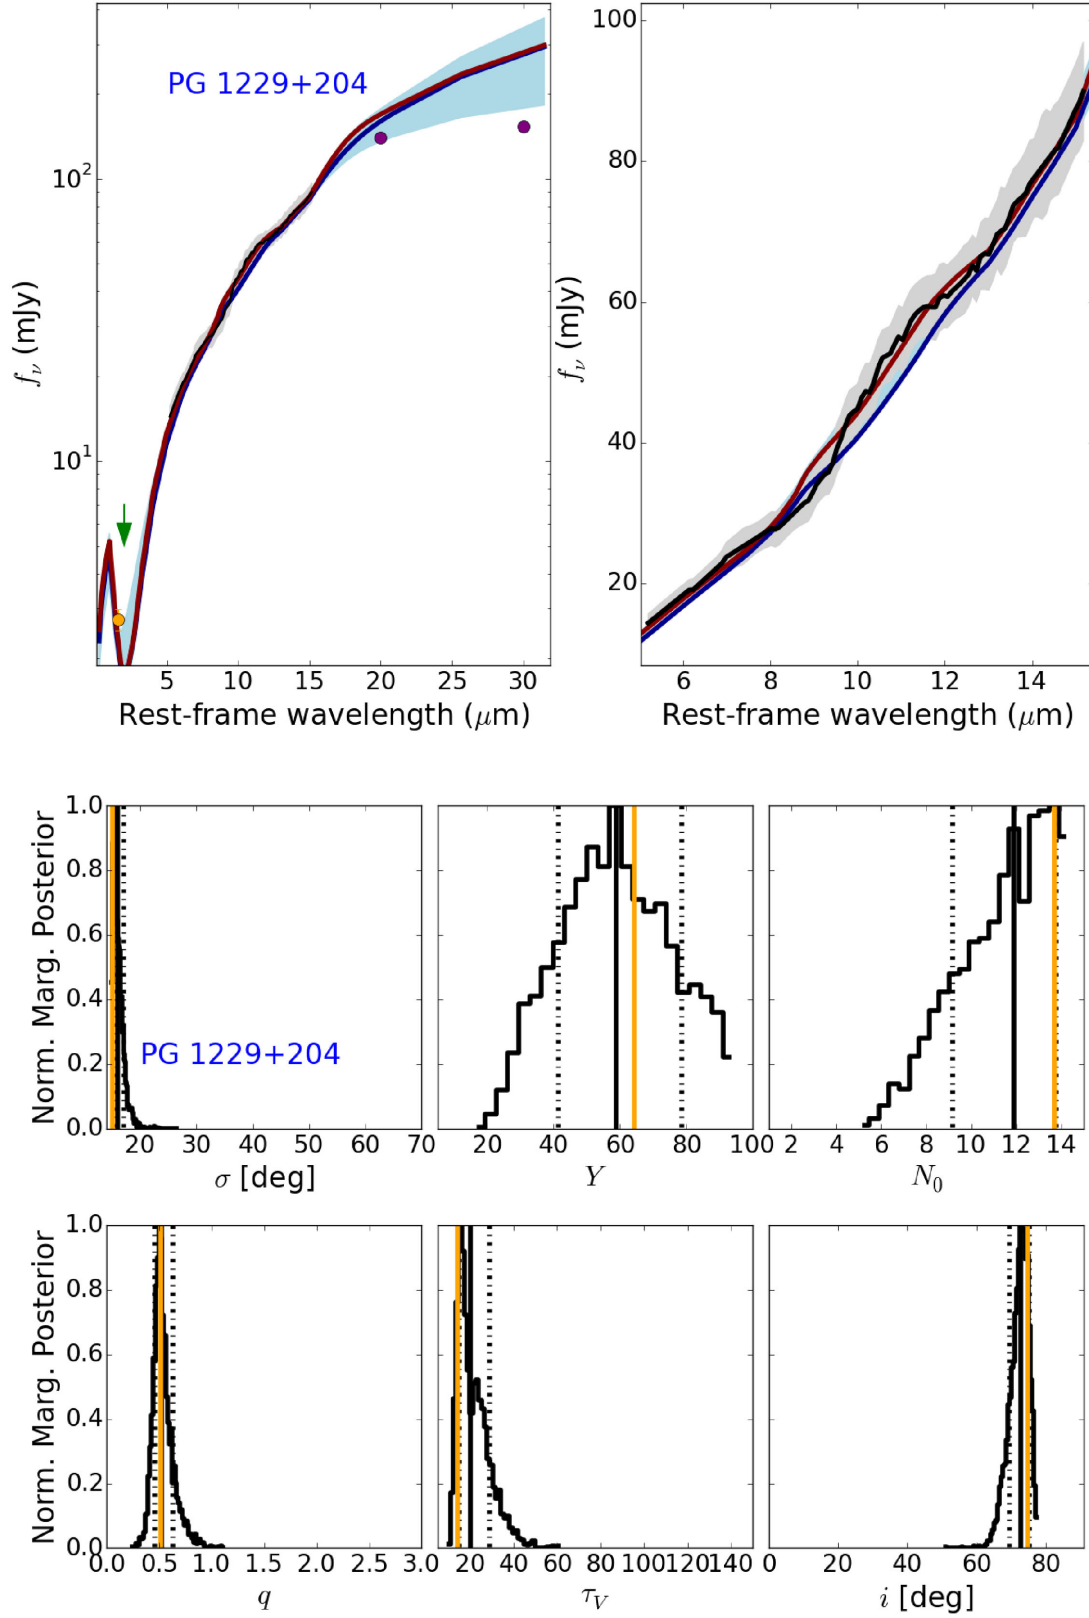 PG 1229+204
10²
10¹
f_ν (mJy)
5 10 15 20 25 30
Rest-frame wavelength (μm)
100
80
60
40
20
f_ν (mJy)
6 8 10 12 14
Rest-frame wavelength (μm)
Norm. Marg. Posterior
1.0
0.8
0.6
0.4
0.2
0.0
PG 1229+204
20 30 40 50 60 70
σ [deg]
20 40 60 80 100
Y
2 4 6 8 10 12 14
N₀
Norm. Marg. Posterior
1.0
0.8
0.6
0.4
0.2
0.0
0.0 0.5 1.0 1.5 2.0 2.5 3.0
q
20 40 60 80 100 120 140
τ_V
0 20 40 60 80
i [deg]